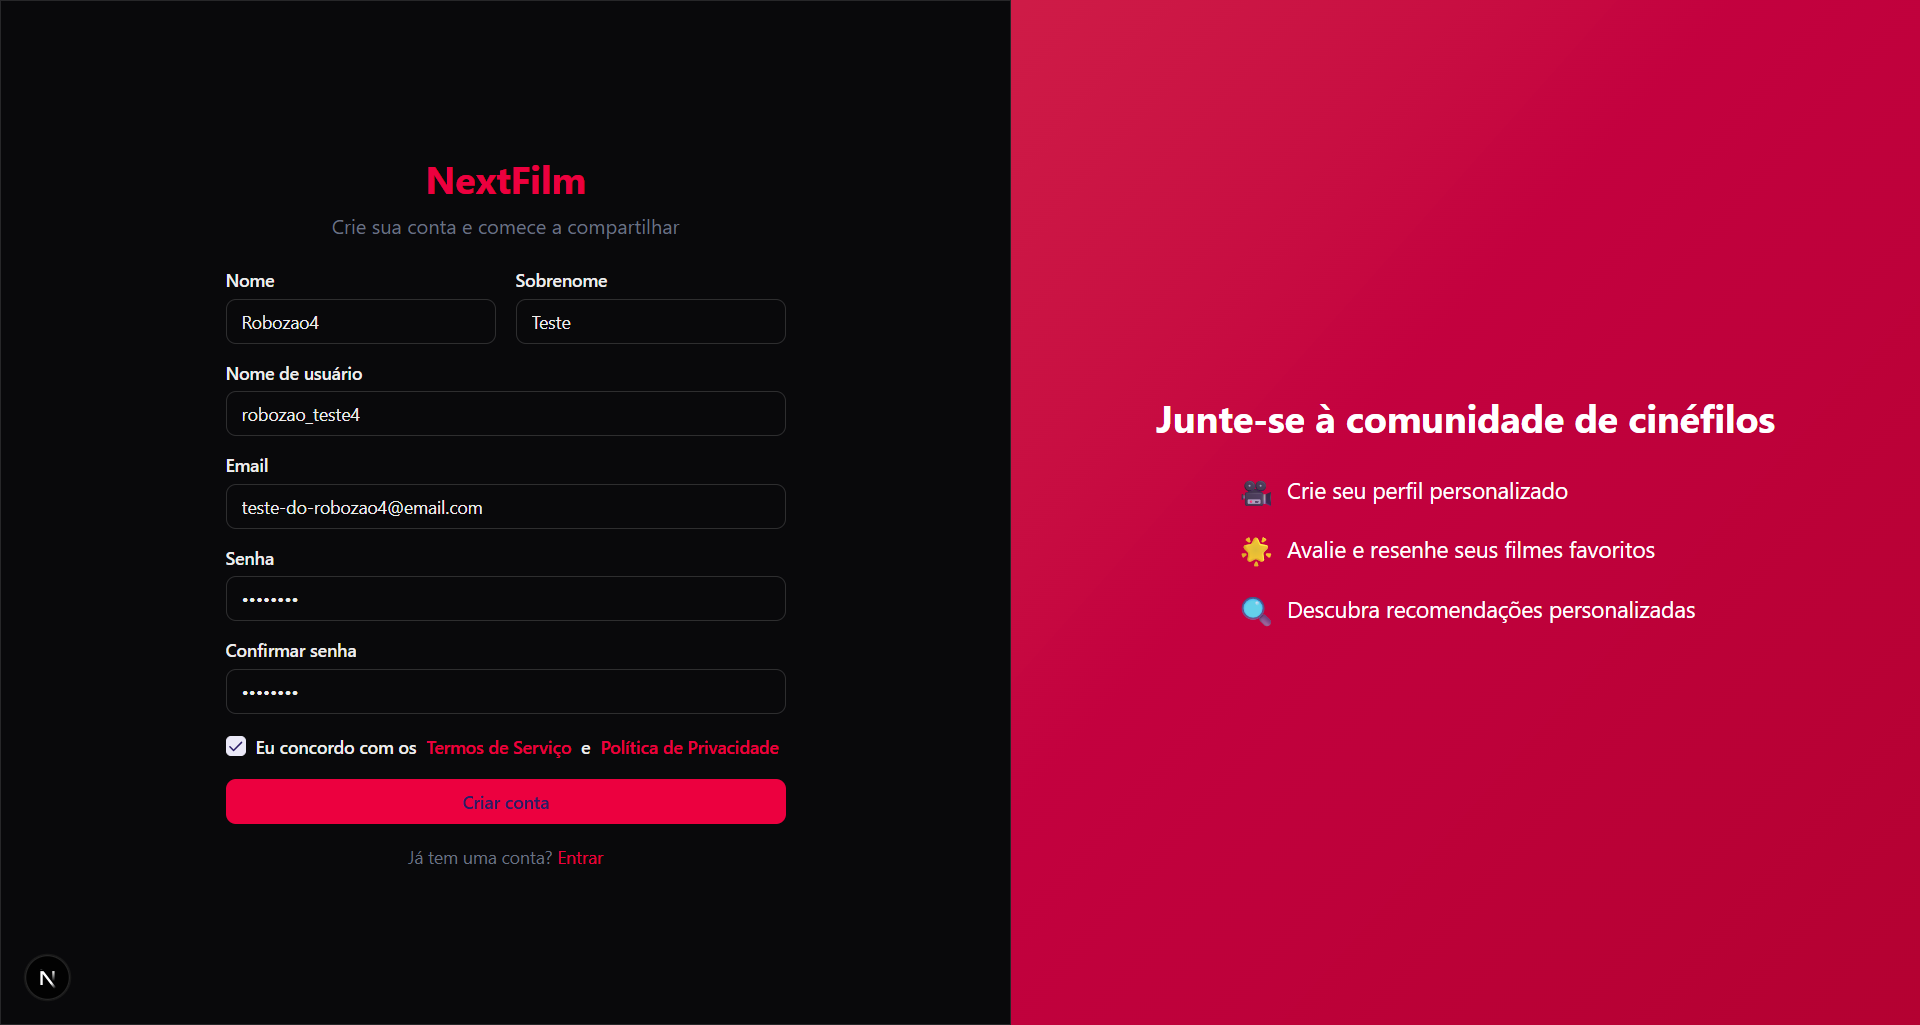 NextFilm
Crie sua conta e comece a compartilhar
Nome
Sobrenome
Robozao4
Teste
Nome de usuário
robozao_teste4
Email
teste-do-robozao4@email.com
Senha
••••••••
Confirmar senha
••••••••
Eu concordo com os Termos de Serviço e Política de Privacidade
Criar conta
Já tem uma conta? Entrar
N
Junte-se à comunidade de cinéfilos
Crie seu perfil personalizado
Avalie e resenhe seus filmes favoritos
Descubra recomendações personalizadas